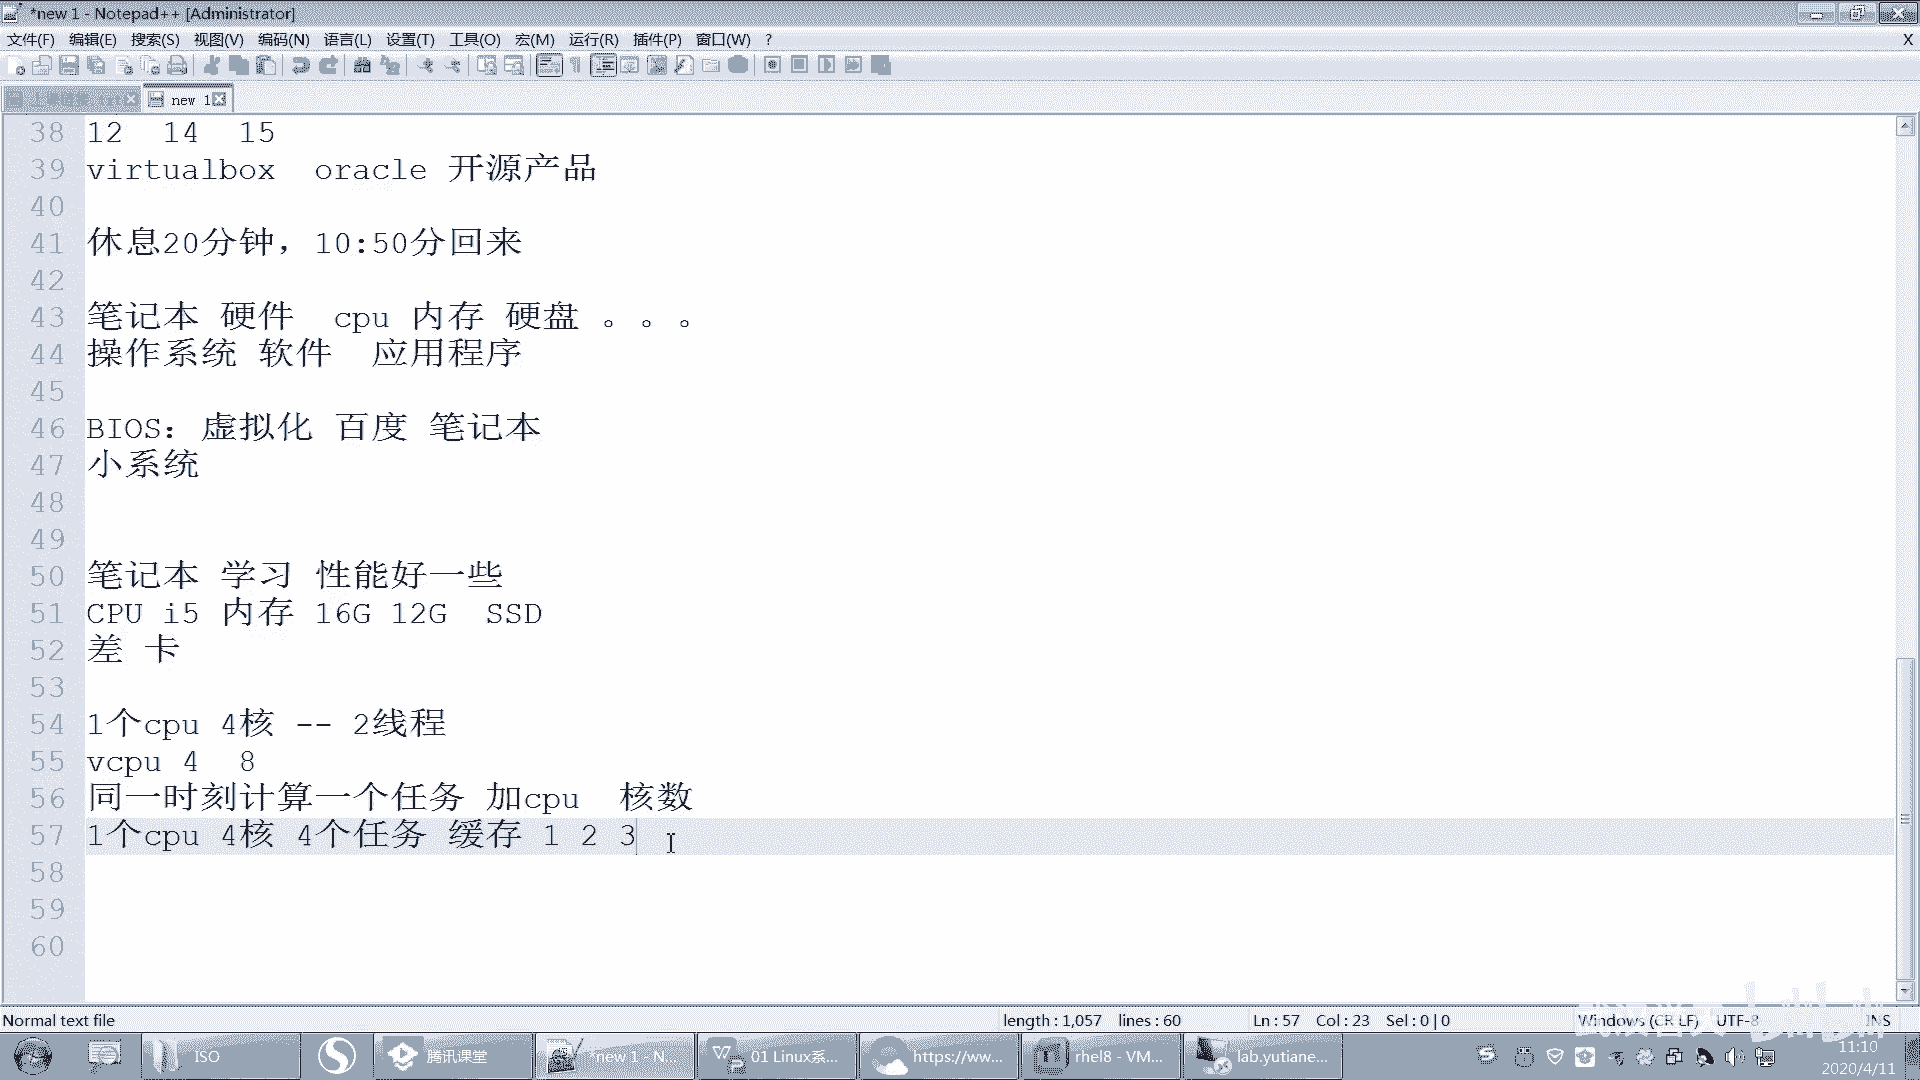 *new 1 - Notepad++ [Administrator]
文件(F) 编辑(E) 搜索(S) 视图(V) 编码(N) 语言(L) 设置(T) 工具(O) 宏(M) 运行(R) 插件(P) 窗口(W) ? X
new 1
38 12 14 15
39 virtualbox oracle 开源产品
40
41 休息20分钟，10:50分回来
42
43 笔记本 硬件 cpu 内存 硬盘 。。。
44 操作系统 软件 应用程序
45
46 BIOS：虚拟化 百度 笔记本
47 小系统
48
49
50 笔记本 学习 性能好一些
51 CPU i5 内存 16G 12G SSD
52 差 卡
53
54 1个cpu 4核 -- 2线程
55 vcpu 4 8
56 同一时刻计算一个任务 加cpu 核数
57 1个cpu 4核 4个任务 缓存 1 2 3
58
59
60
Normal text file length : 1,057 lines : 60 Ln : 57 Col : 23 Sel : 0 | 0 Windows (CR LF) UTF-8 INS
ISO 腾讯课堂 *new 1 - N... 01 Linux系... https://ww... rhel8 - VM... lab.yutiane... 11:10
2020/4/11